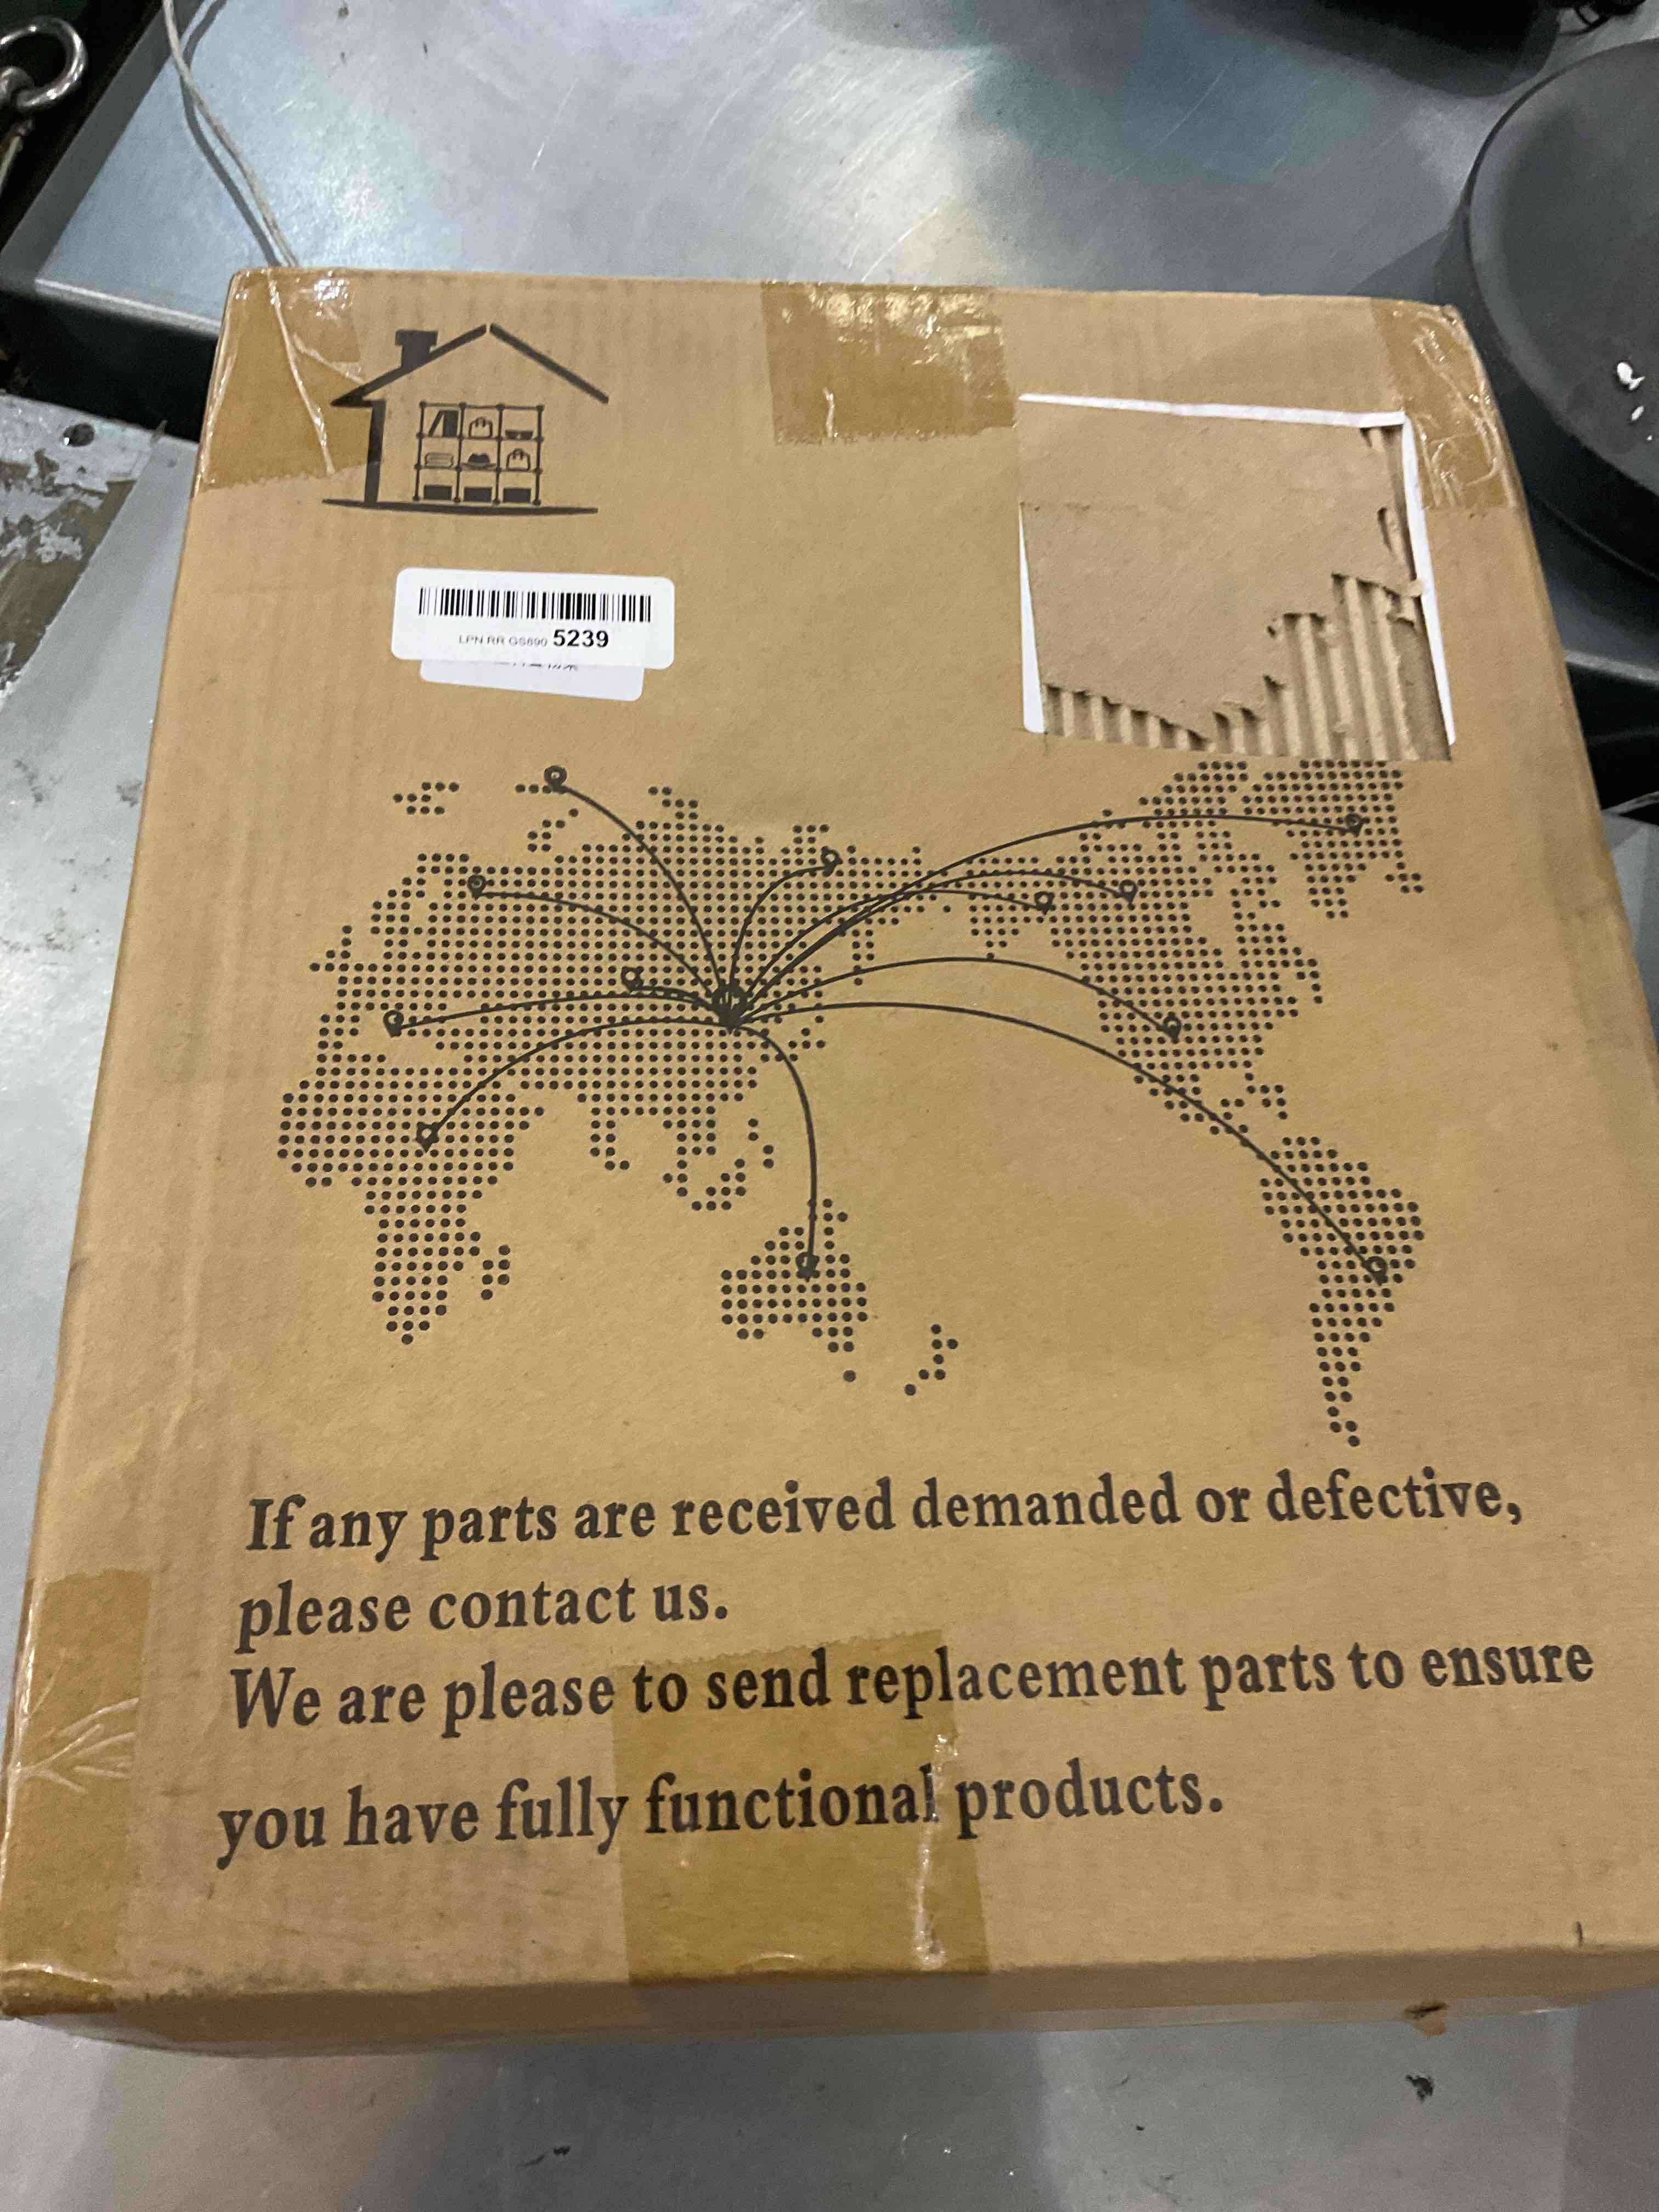 LPN RR GS690 5239
If any parts are received demanded or defective,
please contact us.
We are please to send replacement parts to ensure
you have fully functional products.